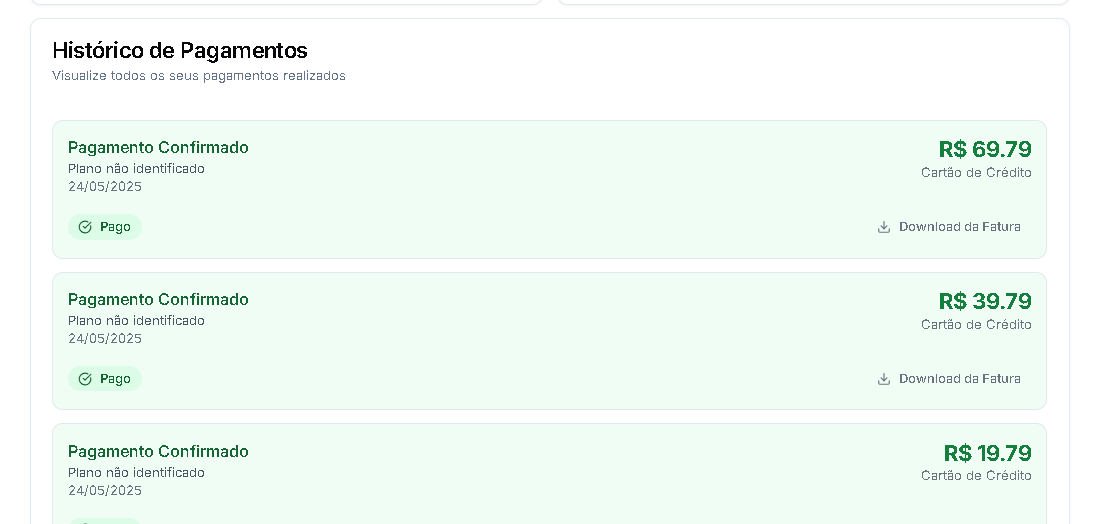 Histórico de Pagamentos
Visualize todos os seus pagamentos realizados
Pagamento Confirmado
R$ 69.79
Plano não identificado
Cartão de Crédito
24/05/2025
Pago
Download da Fatura
Pagamento Confirmado
R$ 39.79
Plano não identificado
Cartão de Crédito
24/05/2025
Pago
Download da Fatura
Pagamento Confirmado
R$ 19.79
Plano não identificado
Cartão de Crédito
24/05/2025